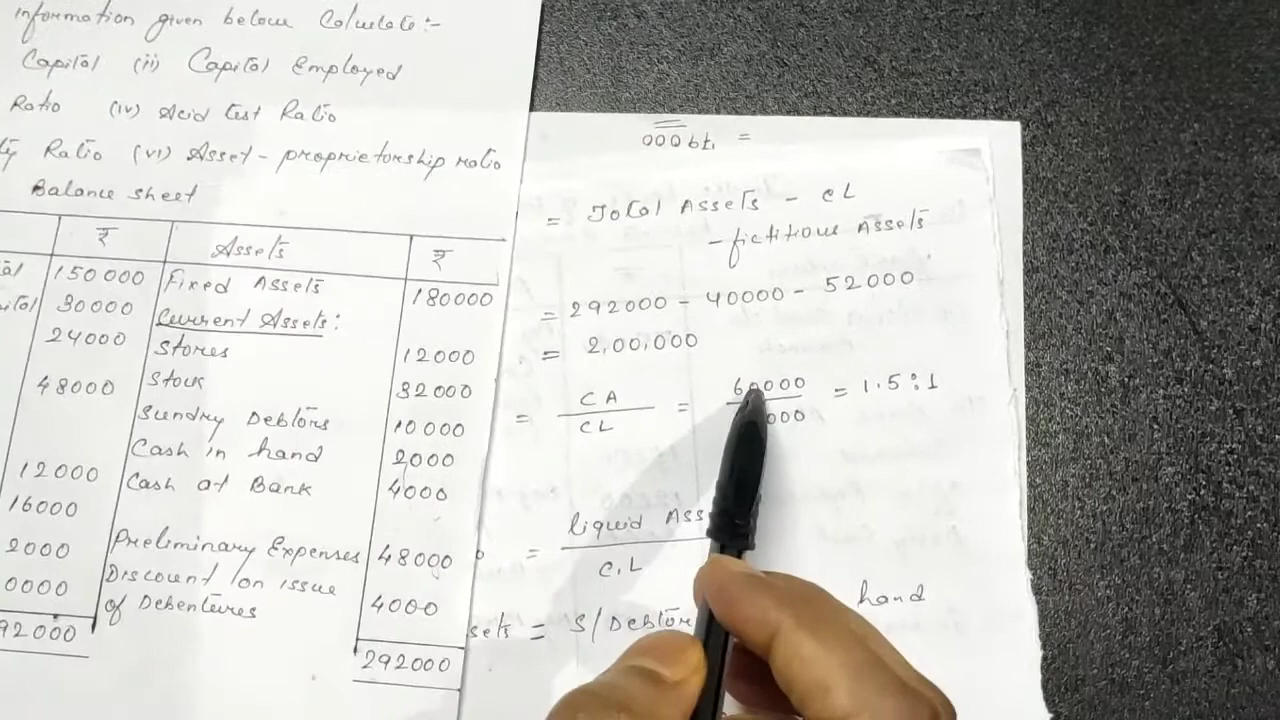 information given below Calculate:-
Capital (ii) Capital Employed
Ratio (iv) Acid test Ratio
ty Ratio (vi) Asset-proprietorship ratio
Balance sheet
₹ Assets ₹
150000 Fixed Assets 180000
30000 Current Assets:
24000 Stores 12000
48000 Stock 32000
Sundry Debtors 10000
Cash in hand 2000
12000 Cash at Bank 4000
16000
2000 Preliminary Expenses 48000
0000 Discount on issue
of Debentures 4000
92000 292000
=
= Total Assets - CL
- fictitious Assets
= 292000 - 40000 - 52000
= 2,00,000
= CA = 60000 = 1.5:1
CL 000
= liquid Ass
C.L
sets = S/Debtor hand